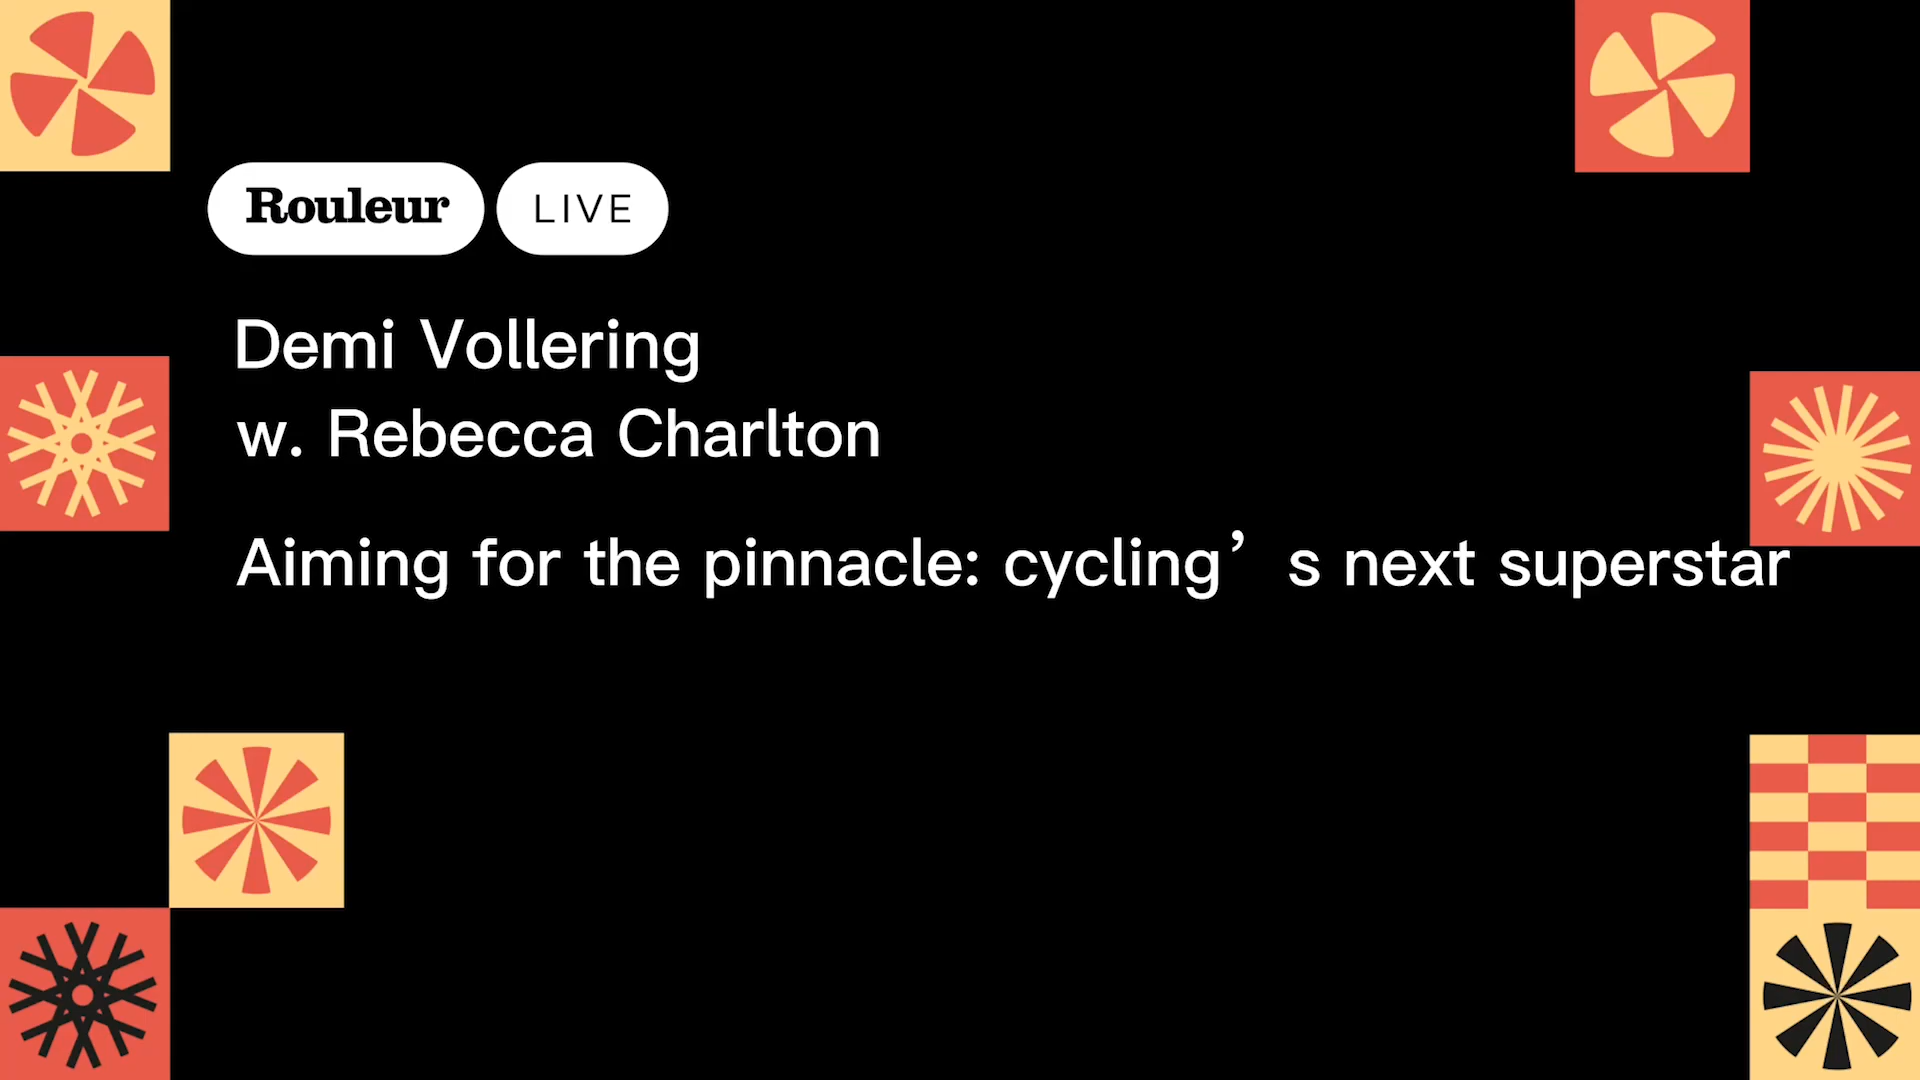 Rouleur LIVE
Demi Vollering
w. Rebecca Charlton
Aiming for the pinnacle: cycling’s next superstar